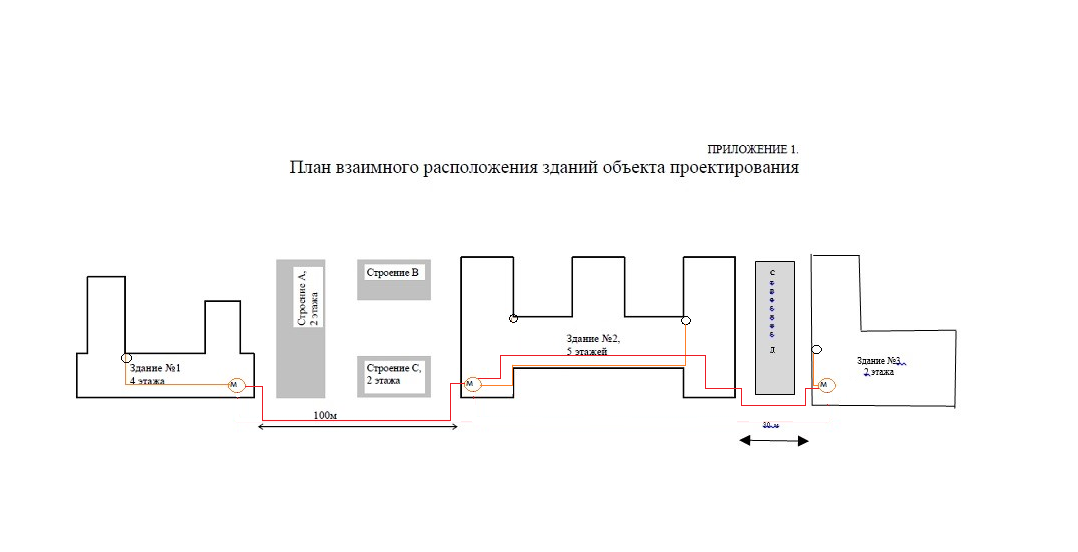 ПРИЛОЖЕНИЕ 1.
План взаимного расположения зданий объекта проектирования
Строение А,
2 этажа
Строение В
Строение С,
2 этажа
Здание №1
4 этажа
М
100м
М
Здание №2,
5 этажей
Д
М
Здание №3
2 этажа
80 м